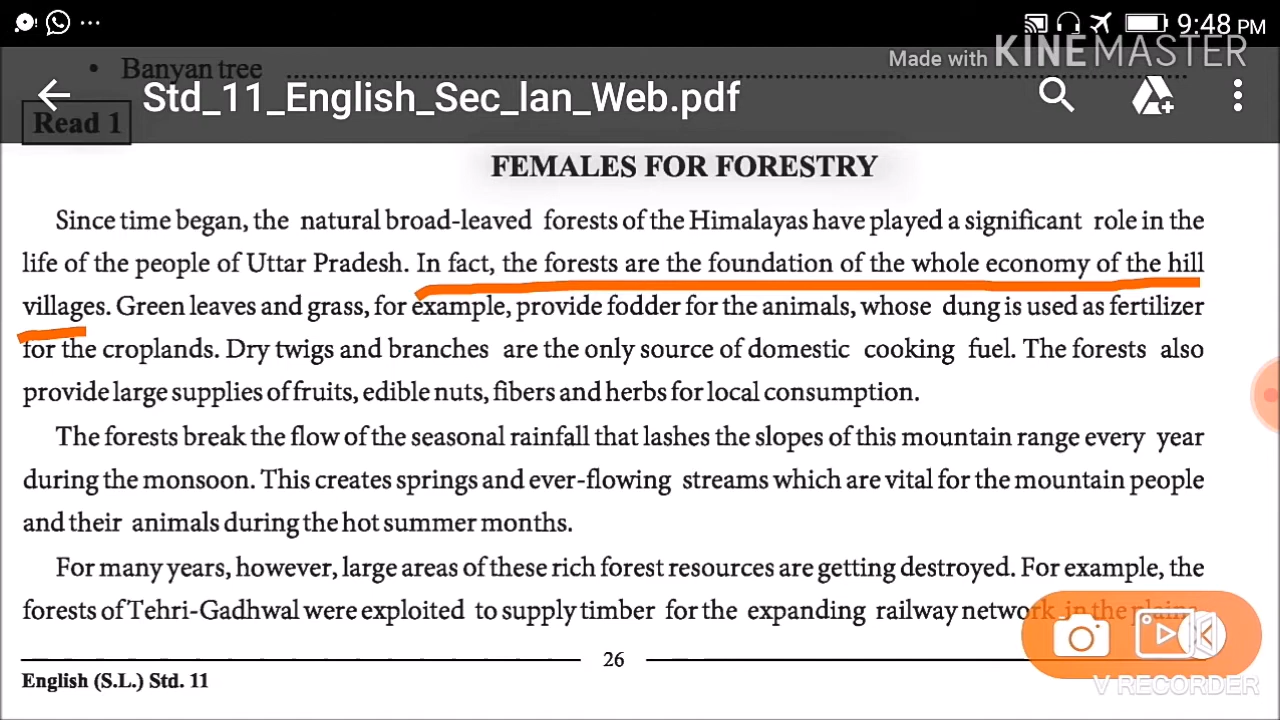 9:48 PM
Made with KINEMASTER
• Banyan tree
Std_11_English_Sec_lan_Web.pdf
Read 1
FEMALES FOR FORESTRY
Since time began, the natural broad-leaved forests of the Himalayas have played a significant role in the
life of the people of Uttar Pradesh. In fact, the forests are the foundation of the whole economy of the hill
villages. Green leaves and grass, for example, provide fodder for the animals, whose dung is used as fertilizer
for the croplands. Dry twigs and branches are the only source of domestic cooking fuel. The forests also
provide large supplies of fruits, edible nuts, fibers and herbs for local consumption.
The forests break the flow of the seasonal rainfall that lashes the slopes of this mountain range every year
during the monsoon. This creates springs and ever-flowing streams which are vital for the mountain people
and their animals during the hot summer months.
For many years, however, large areas of these rich forest resources are getting destroyed. For example, the
forests of Tehri-Gadhwal were exploited to supply timber for the expanding railway network in the plains.
26
English (S.L.) Std. 11
V RECORDER